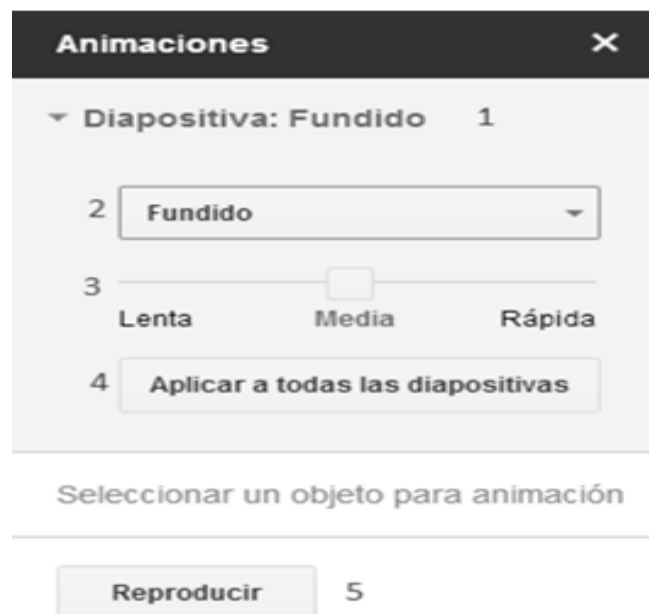 Animaciones ×
Diapositiva: Fundido 1
2 Fundido
3
Lenta Media Rápida
4 Aplicar a todas las diapositivas
Seleccionar un objeto para animación
Reproducir 5